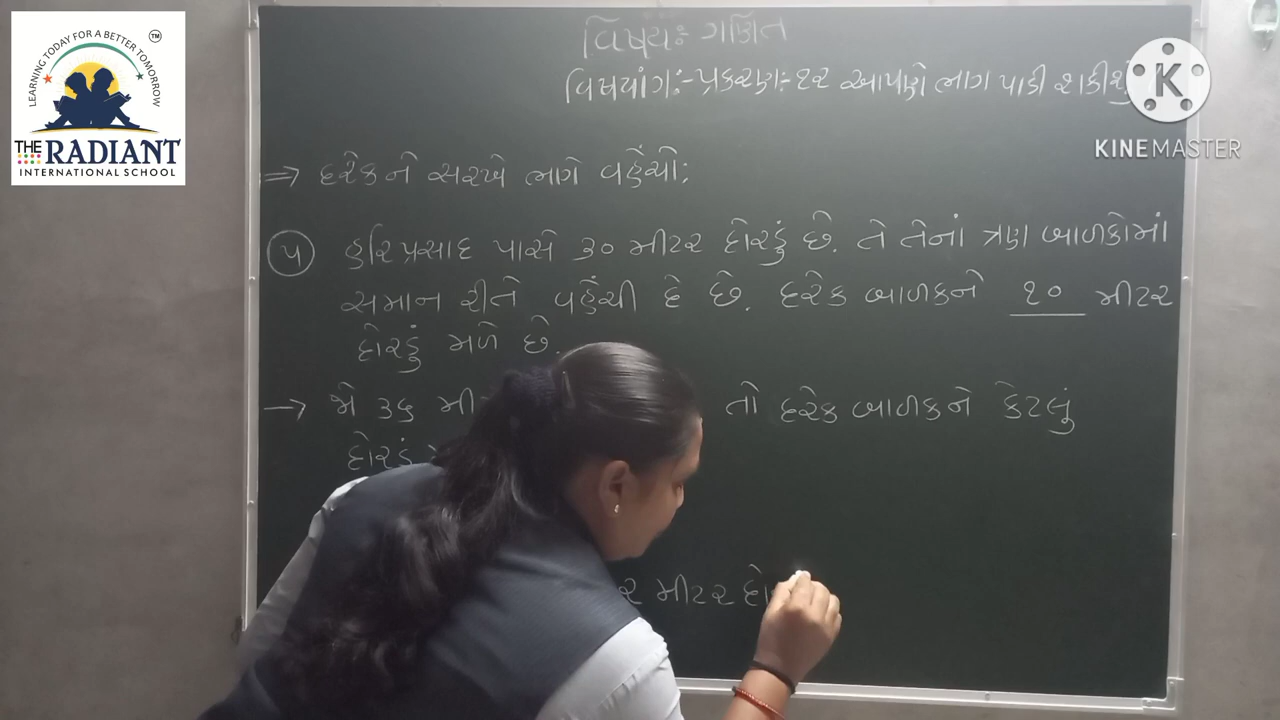 LEARNING TODAY FOR A BETTER TOMORROW
TM
THE RADIANT
INTERNATIONAL SCHOOL
K
KINEMASTER
વિષયઃ ગણિત
વિષયાંગઃ- પ્રકરણઃ- ૧૨ આપણે ભાગ પાડી શકીશું
⇒ દરેકને સરખે ભાગે વહેંચોઃ
૫ હરિપ્રસાદ પાસે ૩૦ મીટર દોરડું છે. તે તેનાં ત્રણ બાળકોમાં
સમાન રીતે વહેંચી દે છે. દરેક બાળકને ૧૦ મીટર
દોરડું મળે છે.
→ જો ૩૬ તો દરેક બાળકને કેટલું
દોરડું
મીટર